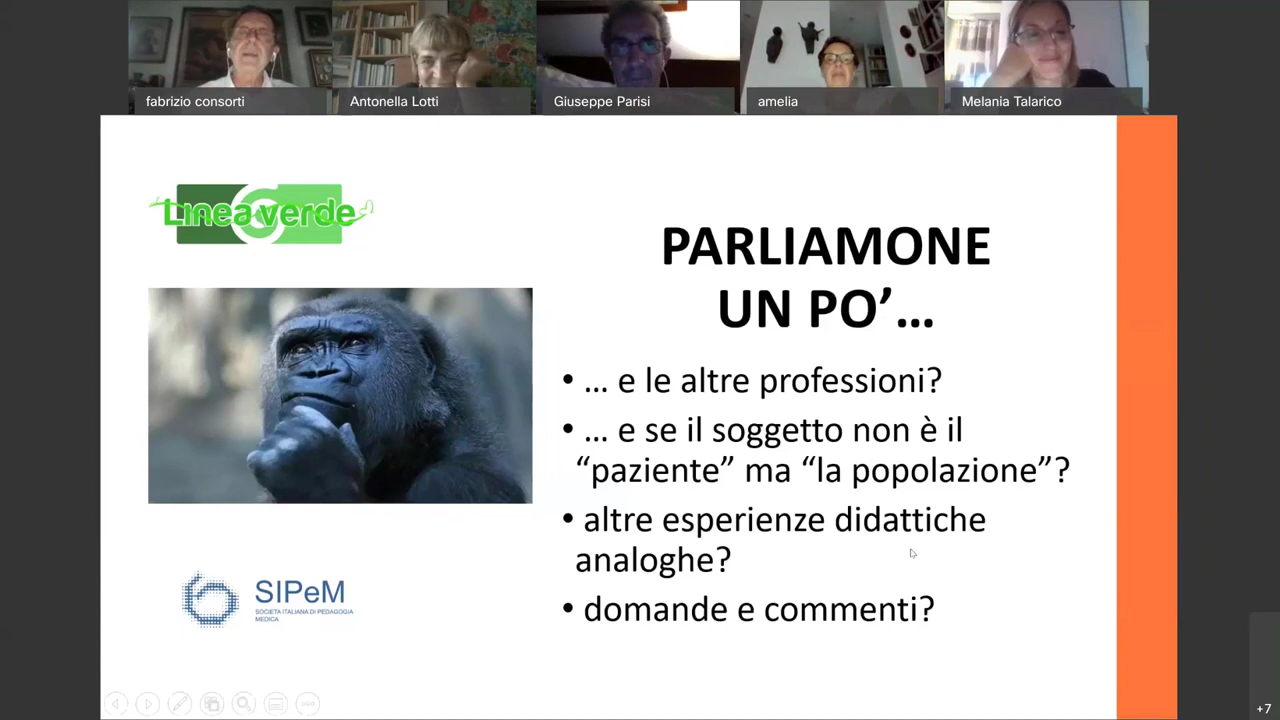 fabrizio consorti
Antonella Lotti
Giuseppe Parisi
amelia
Melania Talarico
Linea verde
PARLIAMONE
UN PO’...
• ... e le altre professioni?
• ... e se il soggetto non è il
“paziente” ma “la popolazione”?
• altre esperienze didattiche
analoghe?
• domande e commenti?
SIPeM
SOCIETÀ ITALIANA DI PEDAGOGIA
MEDICA
+7